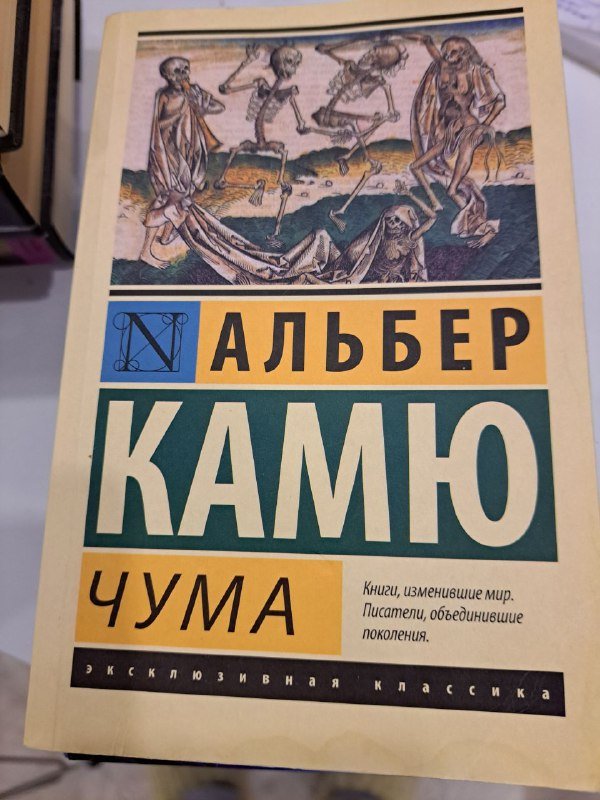 N АЛЬБЕР
КАМЮ
ЧУМА
Книги, изменившие мир.
Писатели, объединившие
поколения.
эксклюзивная классика